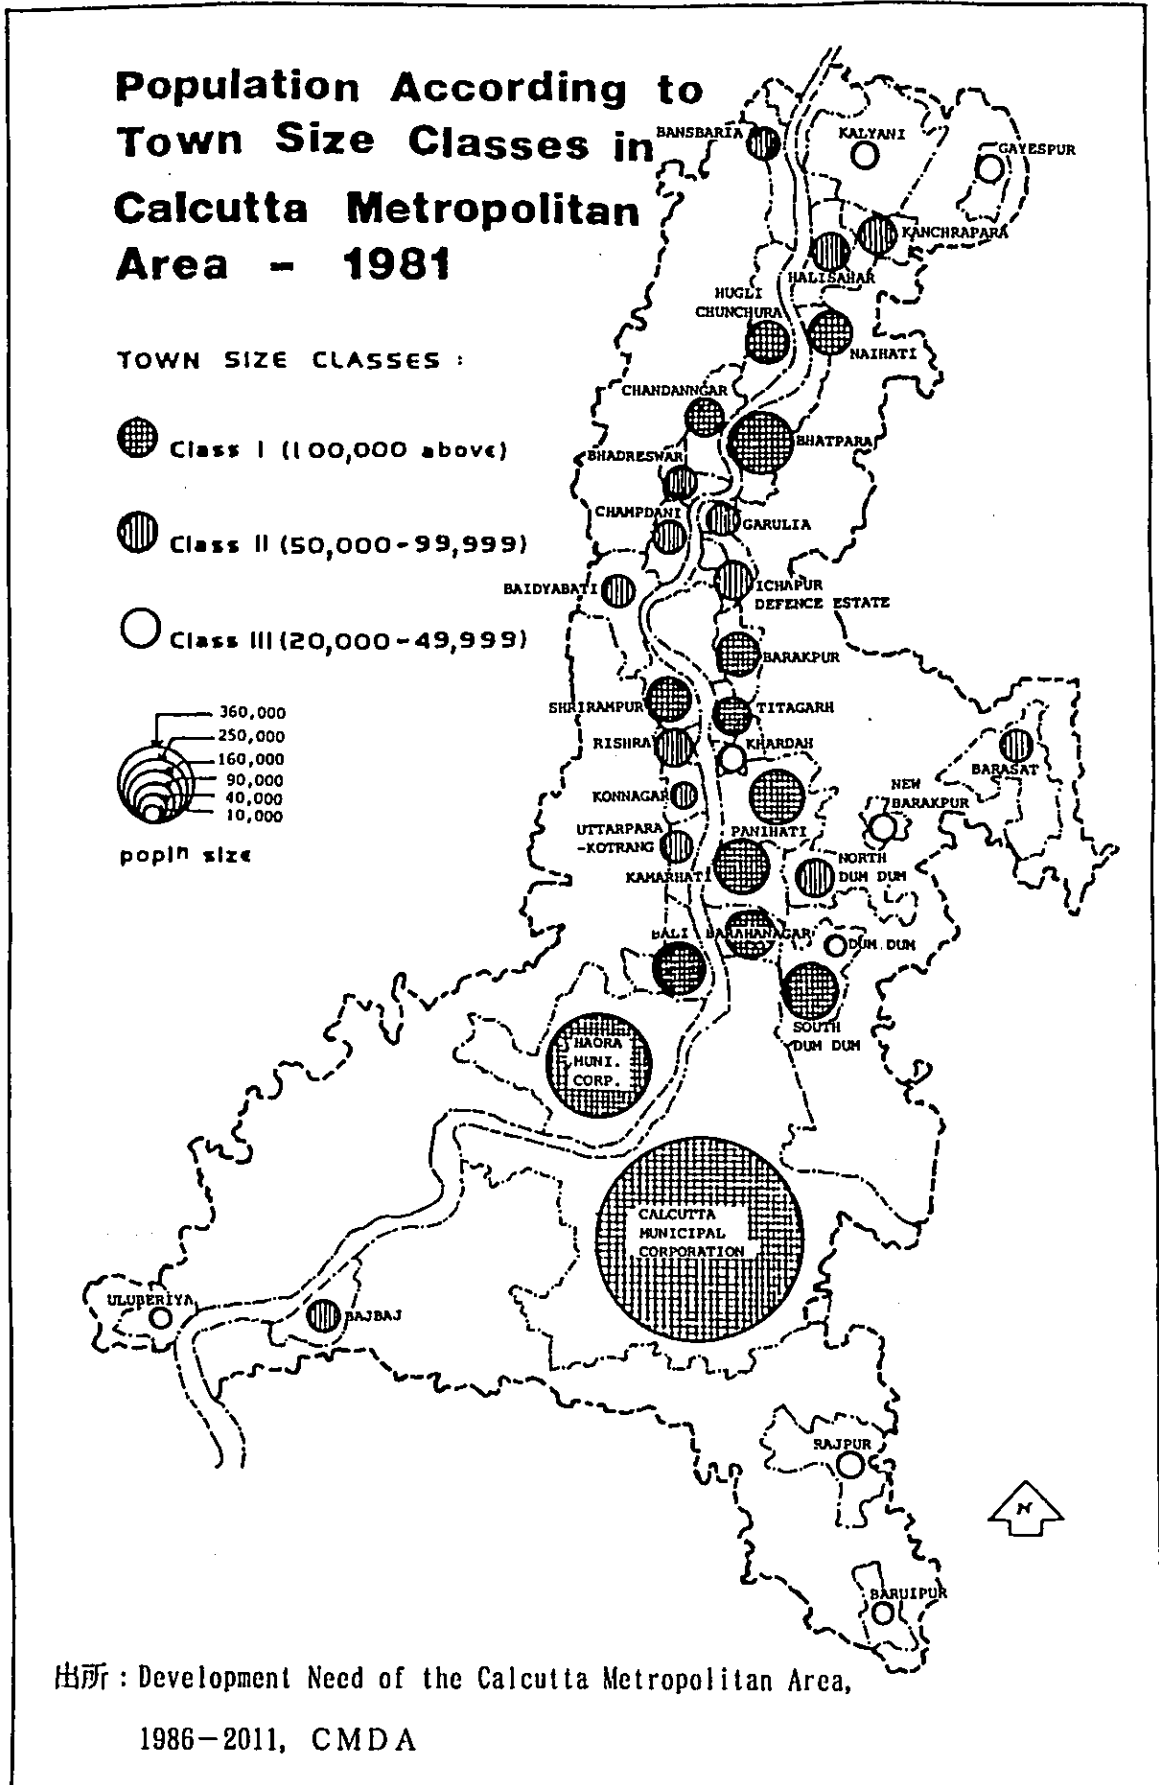 Population According to
Town Size Classes in
Calcutta Metropolitan
Area - 1981
TOWN SIZE CLASSES :
Class I (100,000 above)
Class II (50,000-99,999)
Class III (20,000-49,999)
360,000
250,000
160,000
90,000
40,000
10,000
popln size
BANSBARIA
KALYANI
GAYESPUR
KANCHRAPARA
HALISAHAR
HUGLI
CHUNCHURA
NAIHATI
CHANDANNGAR
BHATPARA
BHADRESWAR
CHAMPDANI
GARULIA
BAIDYABATI
ICHAPUR
DEFENCE ESTATE
BARAKPUR
SHRIRAMPUR
TITAGARH
RISHRA
KHARDAH
BARASAT
KONNAGAR
NEW
BARAKPUR
UTTARPARA
-KOTRANG
PANIHATI
KAMARHATI
NORTH
DUM DUM
BALI
BARAHANAGAR
DUM DUM
SOUTH
DUM DUM
HAORA
MUNI.
CORP.
CALCUTTA
MUNICIPAL
CORPORATION
ULUBERIYA
BAJBAJ
RAJPUR
N
BARUIPUR
出所 : Development Need of the Calcutta Metropolitan Area,
1986-2011, CMDA